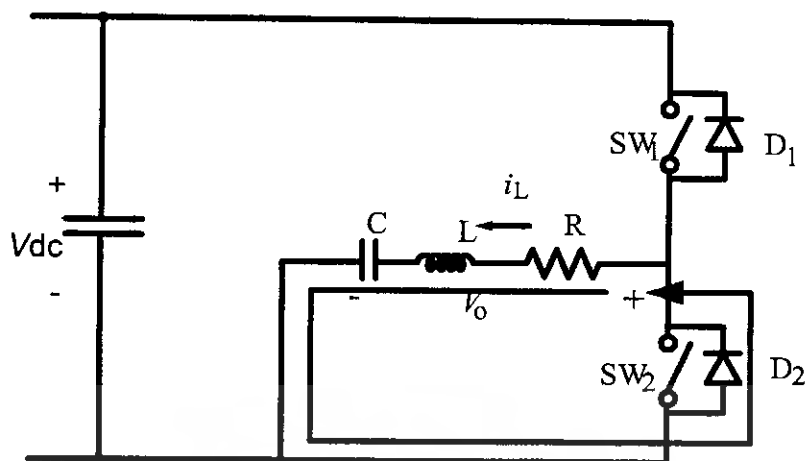 SW1
D1
+
Vdc
-
iL
C
L
R
-
Vo
+
SW2
D2